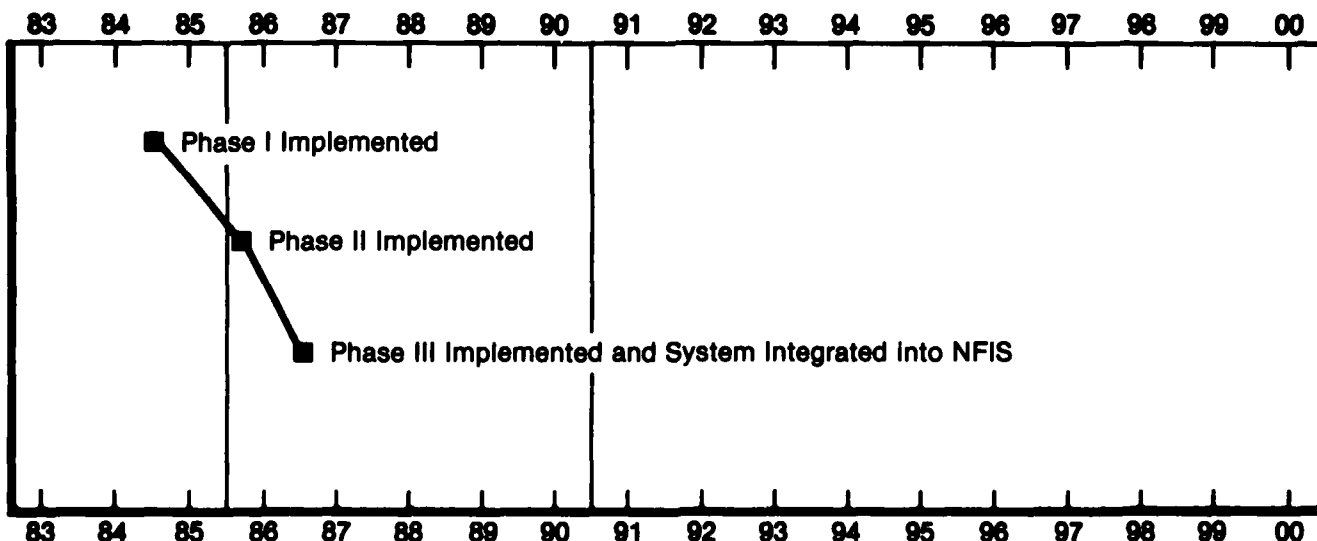 83 84 85 86 87 88 89 90 91 92 93 94 95 96 97 98 99 00
Phase I Implemented
Phase II Implemented
Phase III Implemented and System Integrated into NFIS
83 84 85 86 87 88 89 90 91 92 93 94 95 96 97 98 99 00